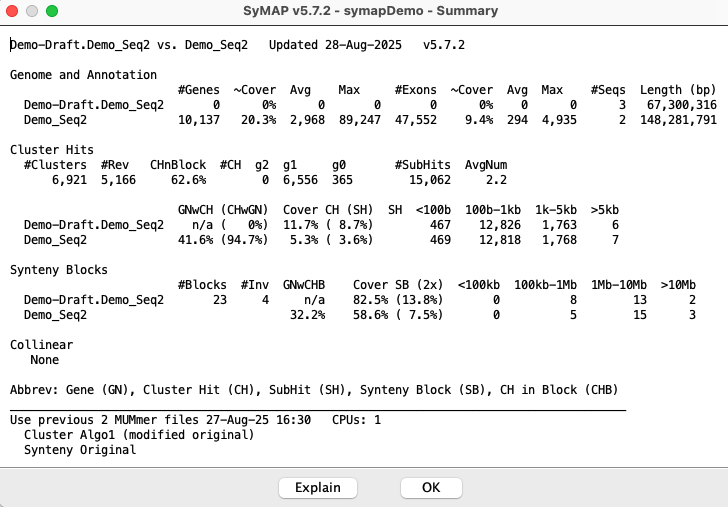 SyMAP v5.7.2 - symapDemo - Summary
Demo-Draft.Demo_Seq2 vs. Demo_Seq2   Updated 28-Aug-2025   v5.7.2
Genome and Annotation
                        #Genes  ~Cover  Avg    Max     #Exons  ~Cover  Avg  Max    #Seqs  Length (bp)
  Demo-Draft.Demo_Seq2       0      0%    0      0          0      0%    0     0       3   67,300,316
  Demo_Seq2             10,137   20.3%  2,968  89,247  47,552    9.4%  294  4,935      2  148,281,791
Cluster Hits
  #Clusters  #Rev   CHnBlock  #CH  g2  g1     g0      #SubHits  AvgNum
      6,921  5,166     62.6%        0  6,556  365       15,062     2.2
                        GNwCH (CHwGN)  Cover CH (SH)  SH  <100b  100b-1kb  1k-5kb  >5kb
  Demo-Draft.Demo_Seq2    n/a (   0%)  11.7% ( 8.7%)        467    12,826   1,763     6
  Demo_Seq2             41.6% (94.7%)   5.3% ( 3.6%)        469    12,818   1,768     7
Synteny Blocks
                        #Blocks  #Inv  GNwCHB    Cover SB (2x)  <100kb  100kb-1Mb  1Mb-10Mb  >10Mb
  Demo-Draft.Demo_Seq2       23     4     n/a    82.5% (13.8%)       0          8        13      2
  Demo_Seq2                             32.2%    58.6% ( 7.5%)       0          5        15      3
Collinear
   None
Abbrev: Gene (GN), Cluster Hit (CH), SubHit (SH), Synteny Block (SB), CH in Block (CHB)
Use previous 2 MUMmer files 27-Aug-25 16:30   CPUs: 1
  Cluster Algo1 (modified original)
  Synteny Original
Explain   OK